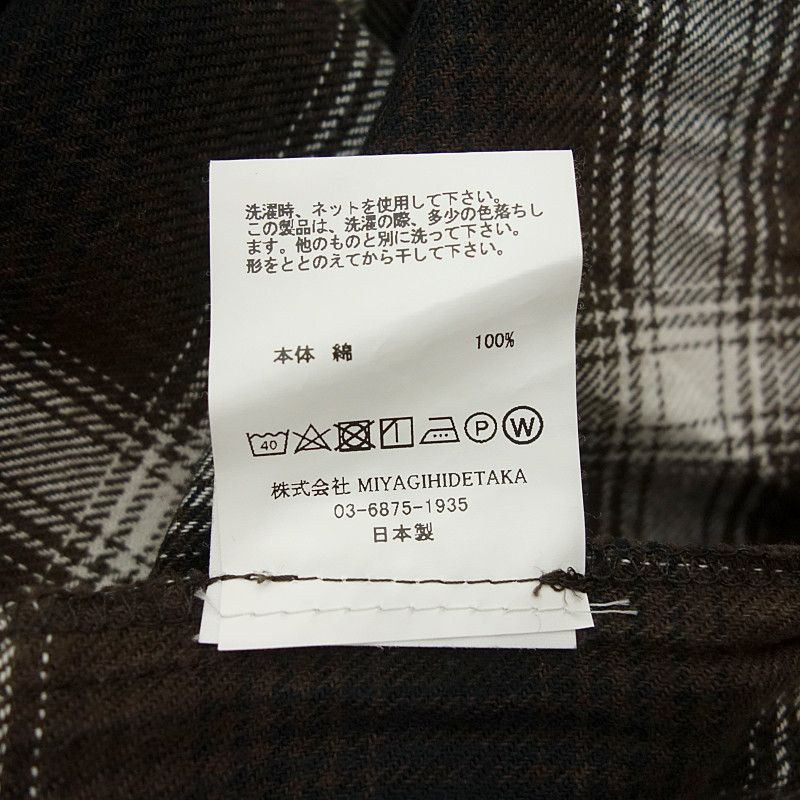 洗濯時、ネットを使用して下さい。
この製品は、洗濯の際、多少の色落ちし
ます。他のものと別に洗って下さい。
形をととのえてから干して下さい。
本体 綿 100%
40 P W
株式会社 MIYAGIHIDETAKA
03-6875-1935
日本製